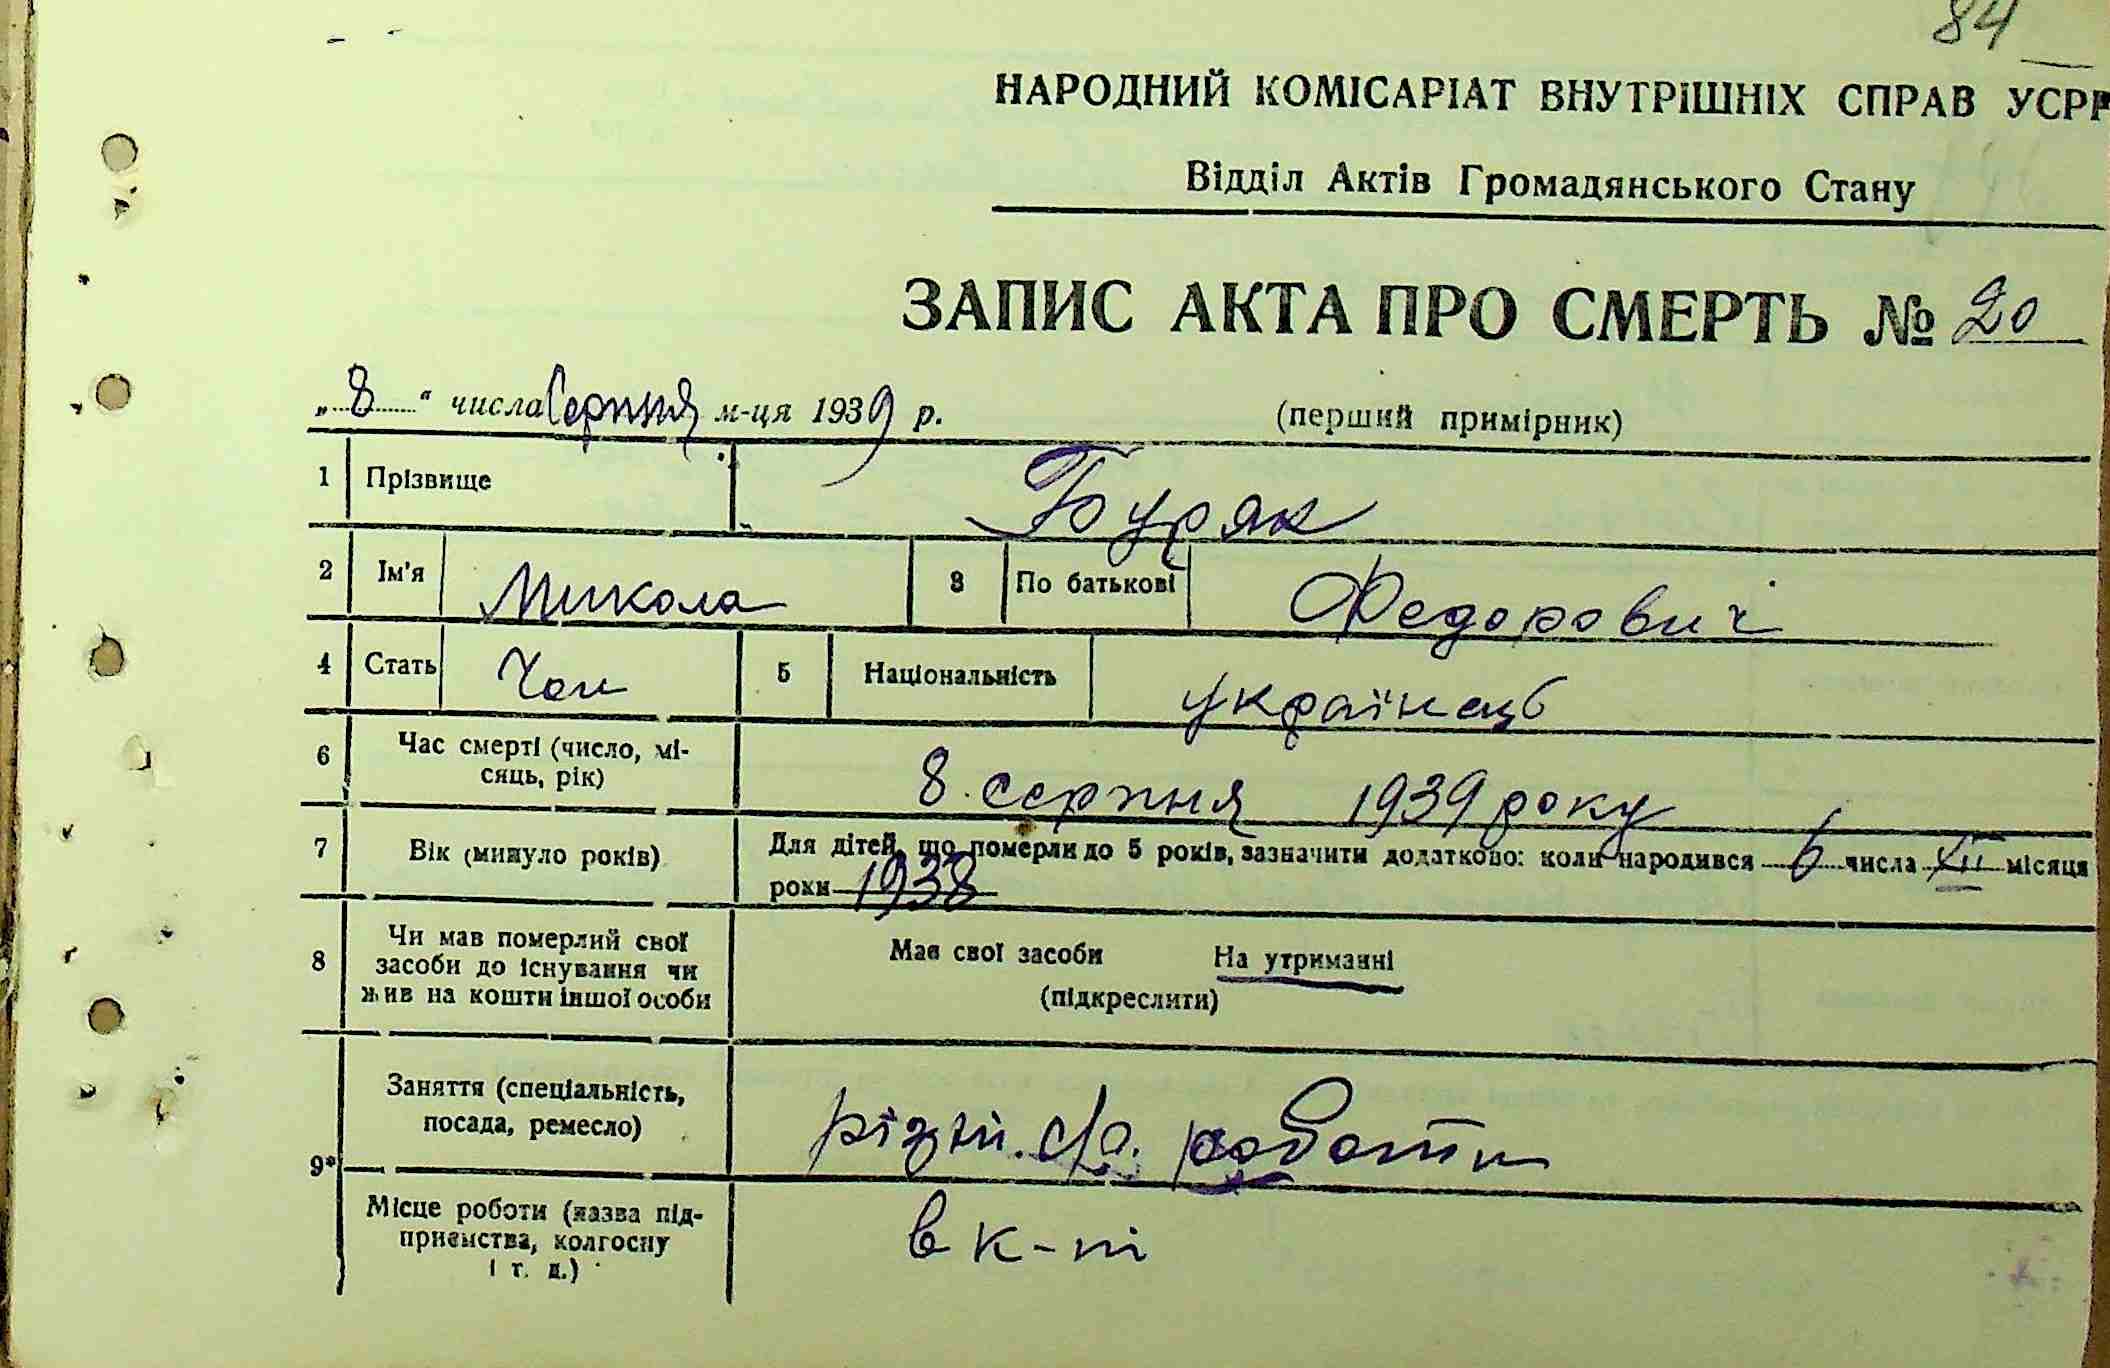 84
НАРОДНИЙ КОМІСАРІАТ ВНУТРІШНІХ СПРАВ УСРР
Відділ Актів Громадянського Стану
ЗАПИС АКТА ПРО СМЕРТЬ № 20
„8“ числа Серпня м-ця 1939 р. (перший примірник)
1 Прізвище Буряк
2 Ім'я Микола 3 По батькові Федорович
4 Стать Чол 5 Національність українець
6 Час смерті (число, мі-
сяць, рік) 8 серпня 1939 року
7 Вік (минуло років) Для дітей, що померли до 5 років, зазначити додатково: коли народився 6 числа XII місяця
роки 1938
8 Чи мав померлий свої
засоби до існування чи
жив на кошти іншої особи
Мав свої засоби На утриманні
(підкреслити)
9* Заняття (спеціальність,
посада, ремесло) різні с/г. роботи
Місце роботи (назва під-
приємства, колгоспу
і т. д.) в к-пі